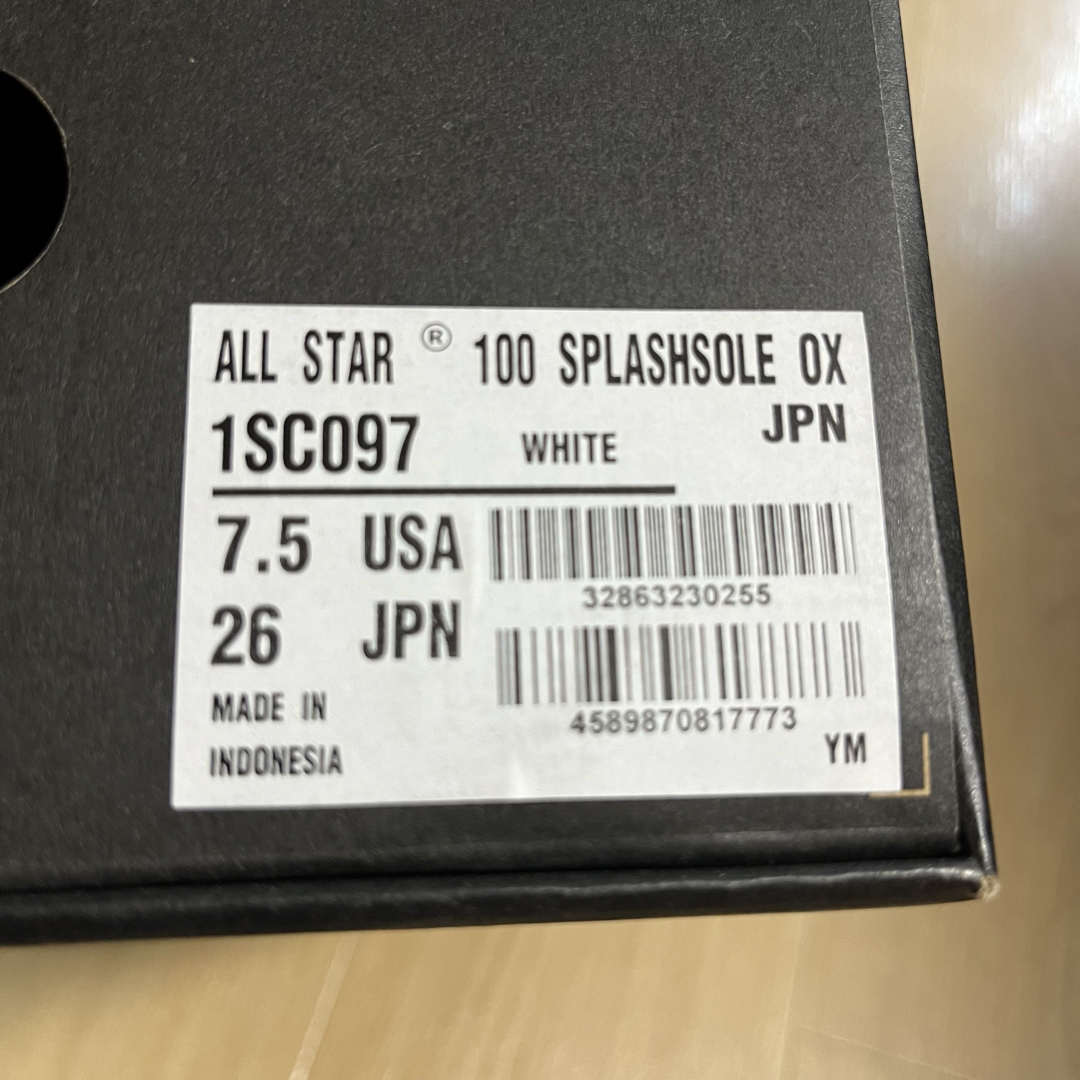 ALL STAR ® 100 SPLASHSOLE OX
1SC097 WHITE JPN
7.5 USA
32863230255
26 JPN
4589870817773
MADE IN
INDONESIA
YM